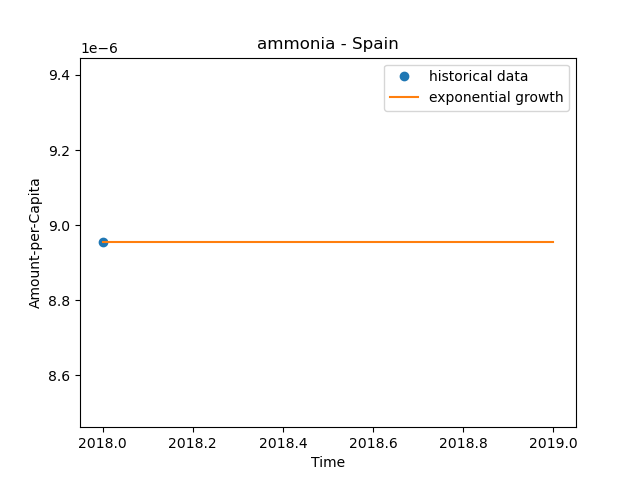 ammonia - Spain
1e−6
historical data
exponential growth
9.4
9.2
9.0
8.8
8.6
Amount-per-Capita
2018.0 2018.2 2018.4 2018.6 2018.8 2019.0
Time